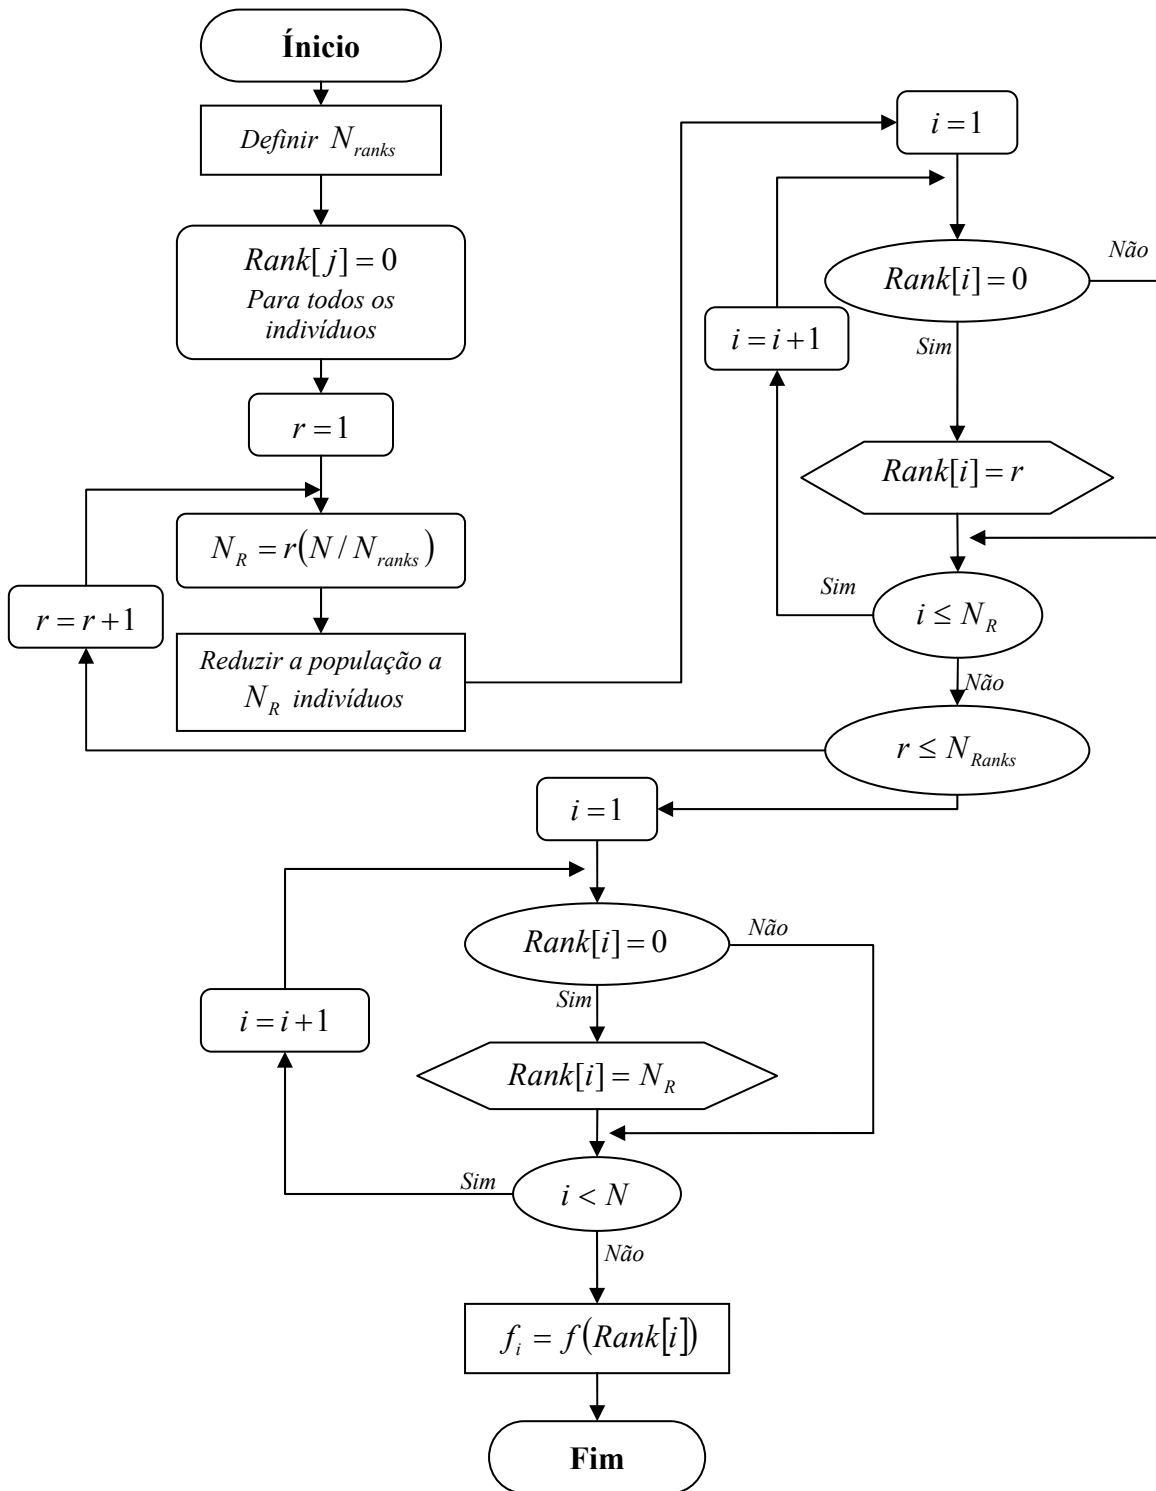 Ínicio
Definir N_ranks
Rank[j] = 0
Para todos os
indivíduos
r = 1
N_R = r(N / N_ranks)
r = r + 1
Reduzir a população a
N_R indivíduos
i = 1
Rank[i] = 0
Não
i = i + 1
Sim
Rank[i] = r
Sim
i ≤ N_R
Não
r ≤ N_Ranks
i = 1
Rank[i] = 0
Não
Sim
i = i + 1
Rank[i] = N_R
Sim
i < N
Não
f_i = f(Rank[i])
Fim